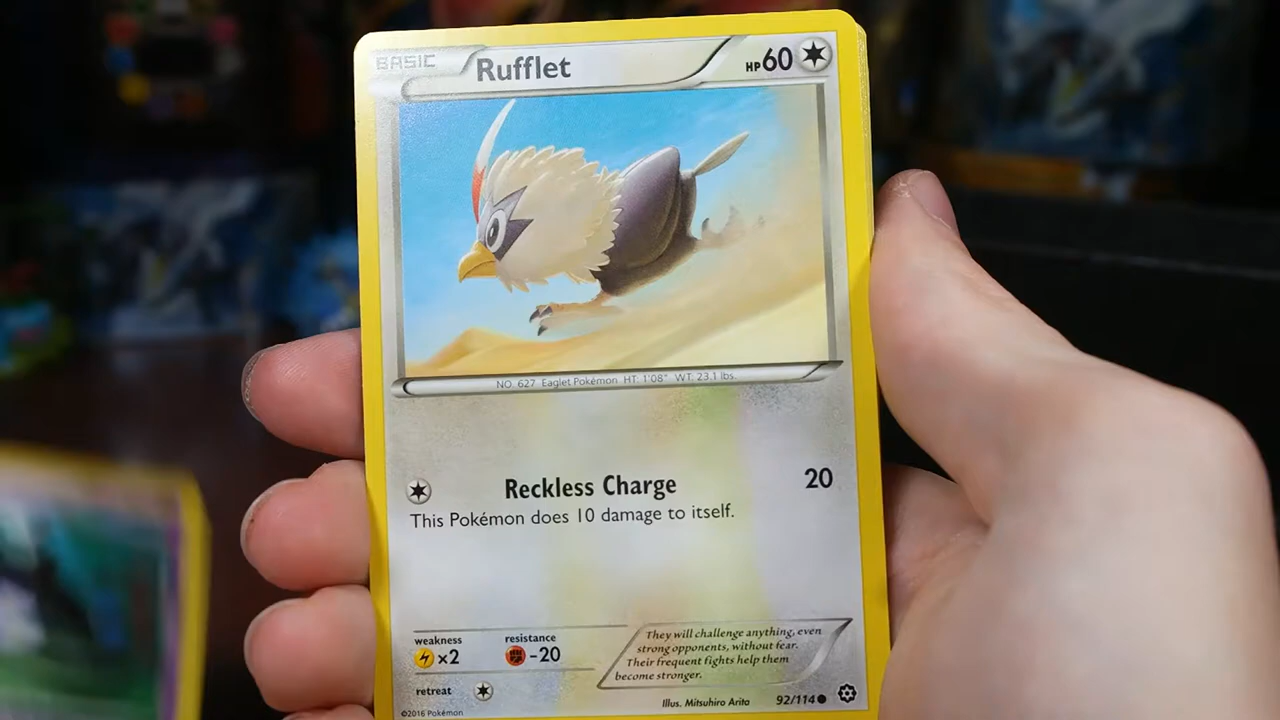 BASIC
Rufflet
HP 60
NO. 627 Eaglet Pokémon HT: 1'08" WT: 23.1 lbs.
Reckless Charge 20
This Pokémon does 10 damage to itself.
weakness
×2
resistance
-20
They will challenge anything, even
strong opponents, without fear.
Their frequent fights help them
become stronger.
retreat
Illus. Mitsuhiro Arita
92/114
©2016 Pokémon